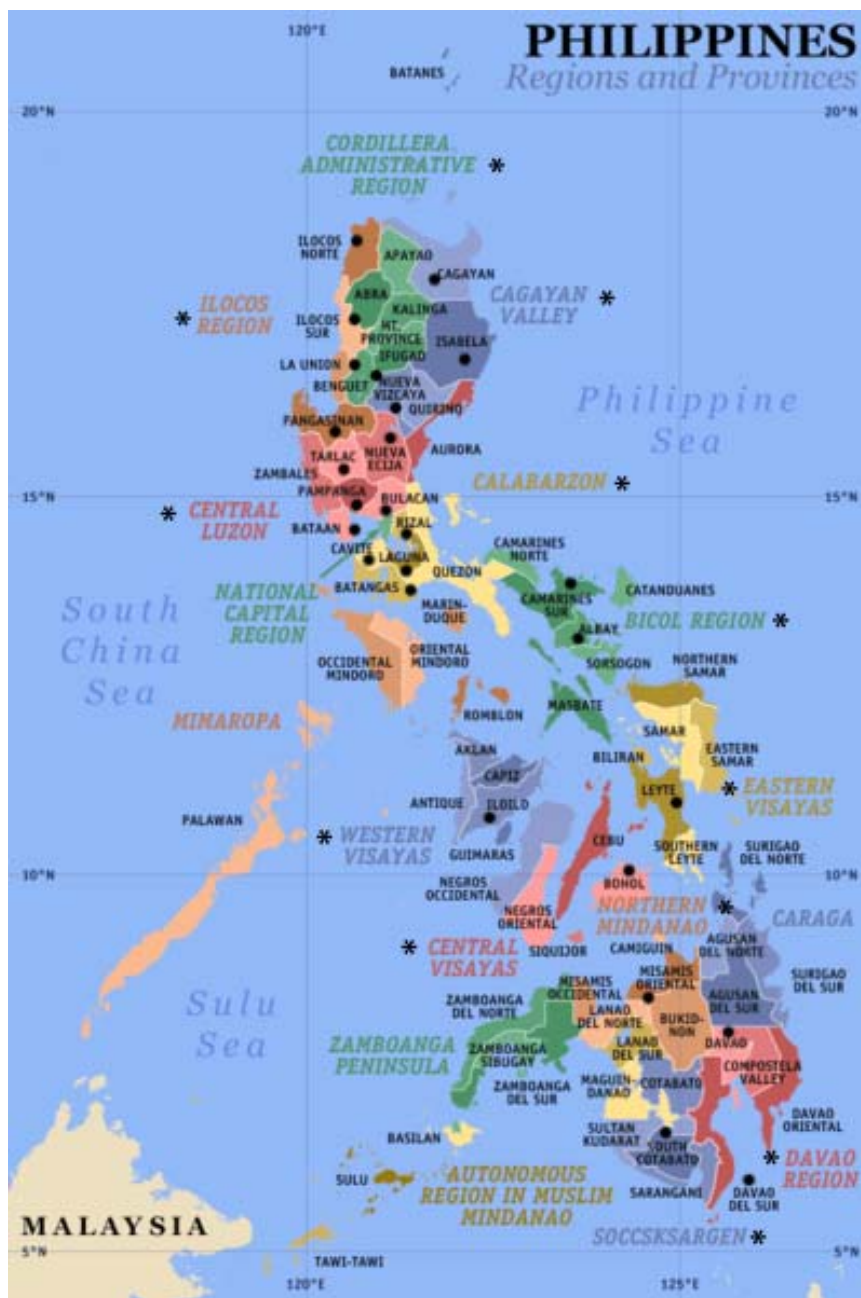 120°E
PHILIPPINES
Regions and Provinces
BATANES
20°N
20°N
CORDILLERA
ADMINISTRATIVE *
REGION
ILOCOS
NORTE
APAYAO
CAGAYAN
ABRA
KALINGA
CAGAYAN *
VALLEY
* ILOCOS
REGION
ILOCOS
SUR
MT.
PROVINCE
ISABELA
IFUGAO
LA UNION
BENGUET
NUEVA
VIZCAYA
QUIRINO
Philippine
Sea
PANGASINAN
TARLAC
NUEVA
ECIJA
AURORA
ZAMBALES
CALABARZON *
PAMPANGA
BULACAN
15°N
15°N
* CENTRAL
LUZON
BATAAN
RIZAL
CAVITE
LAGUNA
CAMARINES
NORTE
NATIONAL
CAPITAL
REGION
BATANGAS
QUEZON
CAMARINES
SUR
CATANDUANES
South
China
Sea
MARIN-
DUQUE
ALBAY
BICOL REGION *
OCCIDENTAL
MINDORO
ORIENTAL
MINDORO
SORSOGON
NORTHERN
SAMAR
MIMAROPA
ROMBLON
MASBATE
SAMAR
AKLAN
BILIRAN
EASTERN
SAMAR
CAPIZ
LEYTE
* EASTERN
VISAYAS
PALAWAN
ANTIQUE
ILOILO
* WESTERN
VISAYAS
GUIMARAS
CEBU
SOUTHERN
LEYTE
SURIGAO
DEL NORTE
10°N
10°N
NEGROS
OCCIDENTAL
BOHOL
NEGROS
ORIENTAL
NORTHERN *
MINDANAO
CARAGA
* CENTRAL
VISAYAS
SIQUIJOR
CAMIGUIN
AGUSAN
DEL NORTE
Sulu
Sea
ZAMBOANGA
DEL NORTE
MISAMIS
OCCIDENTAL
MISAMIS
ORIENTAL
SURIGAO
DEL SUR
LANAO
DEL NORTE
BUKID-
NON
AGUSAN
DEL SUR
ZAMBOANGA
PENINSULA
ZAMBOANGA
SIBUGAY
LANAO
DEL SUR
DAVAO
COMPOSTELA
VALLEY
ZAMBOANGA
DEL SUR
MAGUIN-
DANAO
COTABATO
BASILAN
SULTAN
KUDARAT
SOUTH
COTABATO
DAVAO
ORIENTAL
SULU
AUTONOMOUS
REGION IN MUSLIM
MINDANAO
SARANGANI
DAVAO
DEL SUR
* DAVAO
REGION
MALAYSIA
SOCCSKSARGEN *
5°N
5°N
TAWI-TAWI
120°E
125°E